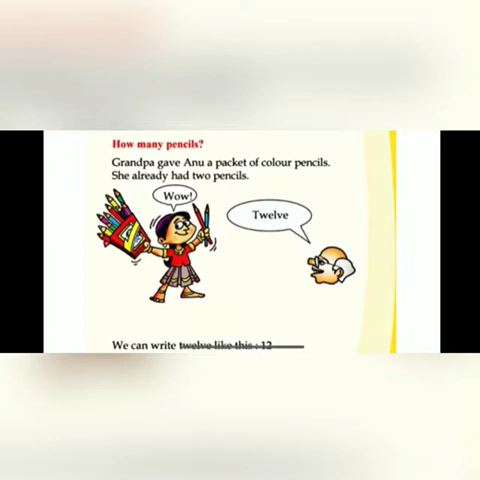 How many pencils?
Grandpa gave Anu a packet of colour pencils.
She already had two pencils.
Wow!
Twelve
We can write twelve like this : 12